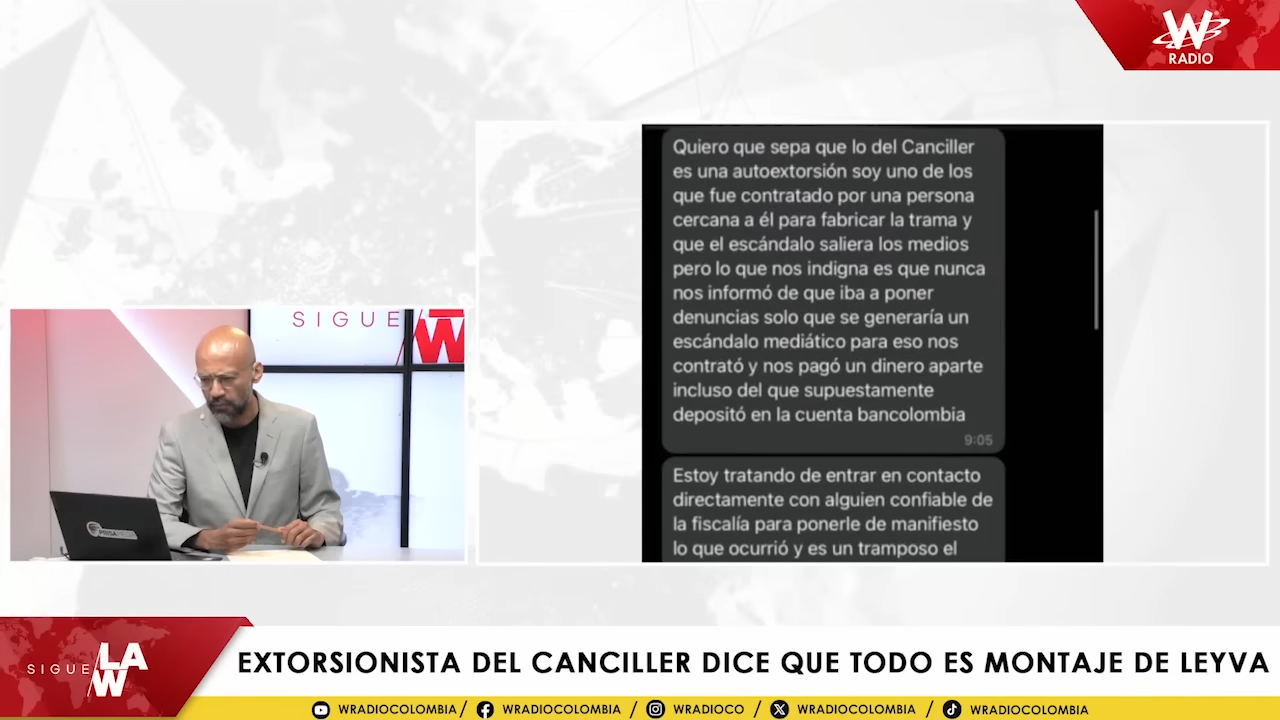 W
RADIO
Quiero que sepa que lo del Canciller
es una autoextorsión soy uno de los
que fue contratado por una persona
cercana a él para fabricar la trama y
que el escándalo saliera los medios
pero lo que nos indigna es que nunca
nos informó de que iba a poner
denuncias solo que se generaría un
escándalo mediático para eso nos
contrató y nos pagó un dinero aparte
incluso del que supuestamente
depositó en la cuenta bancolombia
9:05
Estoy tratando de entrar en contacto
directamente con alguien confiable de
la fiscalía para ponerle de manifiesto
lo que ocurrió y es un tramposo el
SIGUE
W
PRISA MEDIA
SIGUE LA W
EXTORSIONISTA DEL CANCILLER DICE QUE TODO ES MONTAJE DE LEYVA
WRADIOCOLOMBIA / WRADIOCOLOMBIA / WRADIOCO / WRADIOCOLOMBIA / WRADIOCOLOMBIA